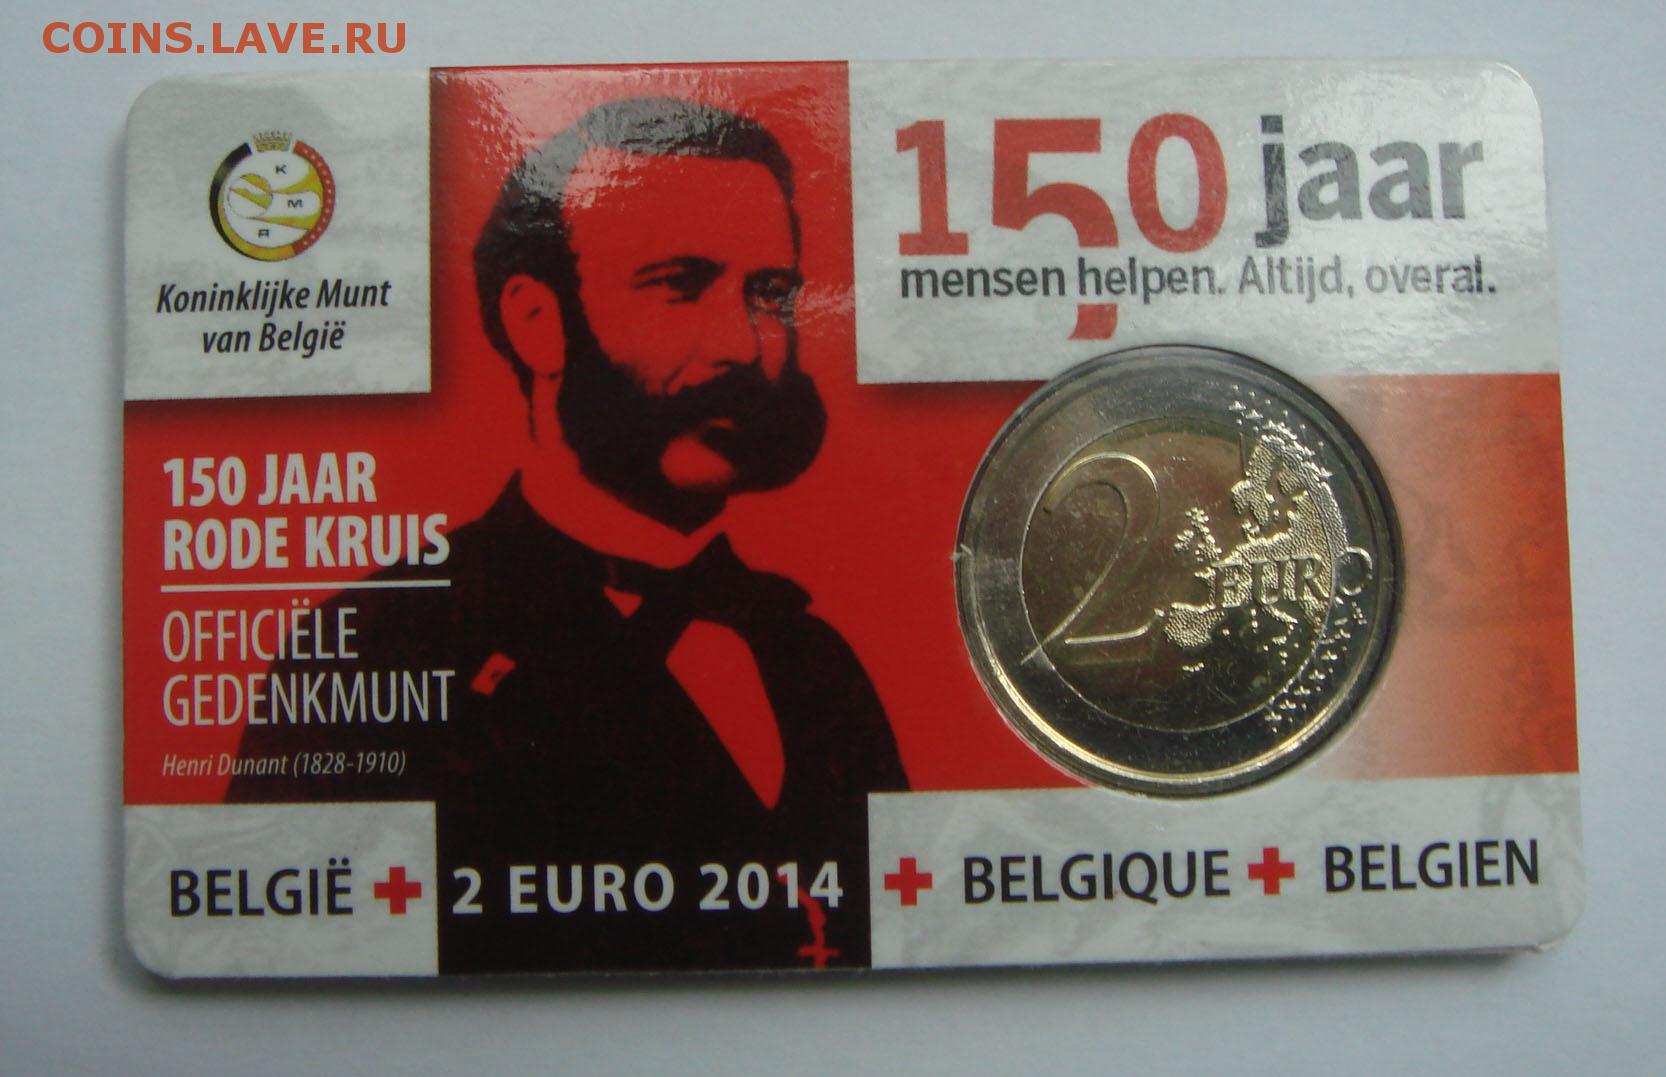 COINS.LAVE.RU
K
M
A
Koninklijke Munt
van België
150 jaar
mensen helpen. Altijd, overal.
150 JAAR
RODE KRUIS
OFFICIËLE
GEDENKMUNT
Henri Dunant (1828-1910)
2 EURO
BELGIË + 2 EURO 2014 + BELGIQUE + BELGIEN